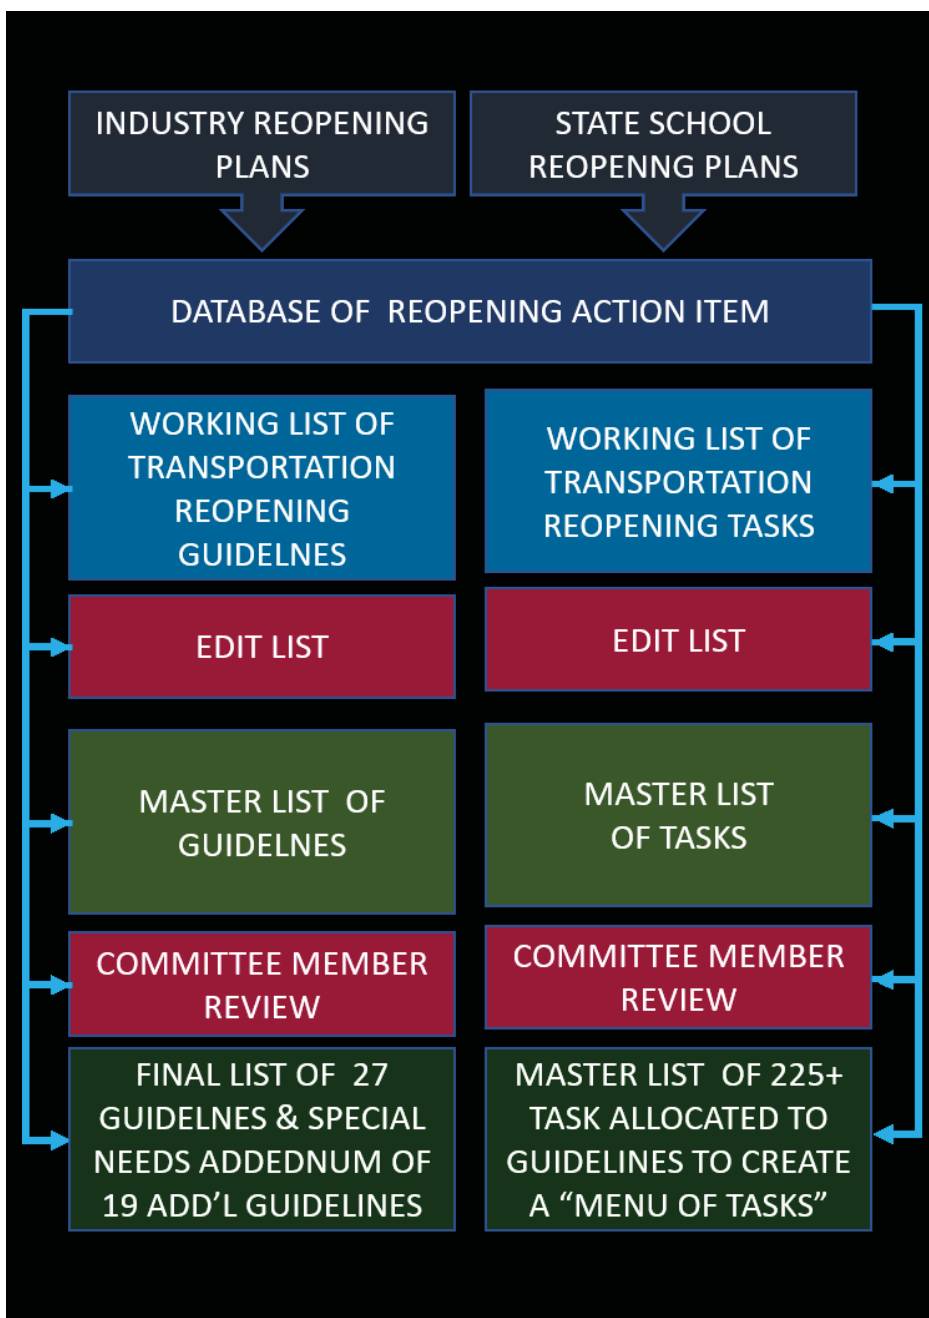 INDUSTRY REOPENING
PLANS
STATE SCHOOL
REOPENNG PLANS
DATABASE OF REOPENING ACTION ITEM
WORKING LIST OF
TRANSPORTATION
REOPENING
GUIDELNES
WORKING LIST OF
TRANSPORTATION
REOPENING TASKS
EDIT LIST
EDIT LIST
MASTER LIST OF
GUIDELNES
MASTER LIST
OF TASKS
COMMITTEE MEMBER
REVIEW
COMMITTEE MEMBER
REVIEW
FINAL LIST OF 27
GUIDELNES & SPECIAL
NEEDS ADDEDNUM OF
19 ADD’L GUIDELINES
MASTER LIST OF 225+
TASK ALLOCATED TO
GUIDELINES TO CREATE
A “MENU OF TASKS”